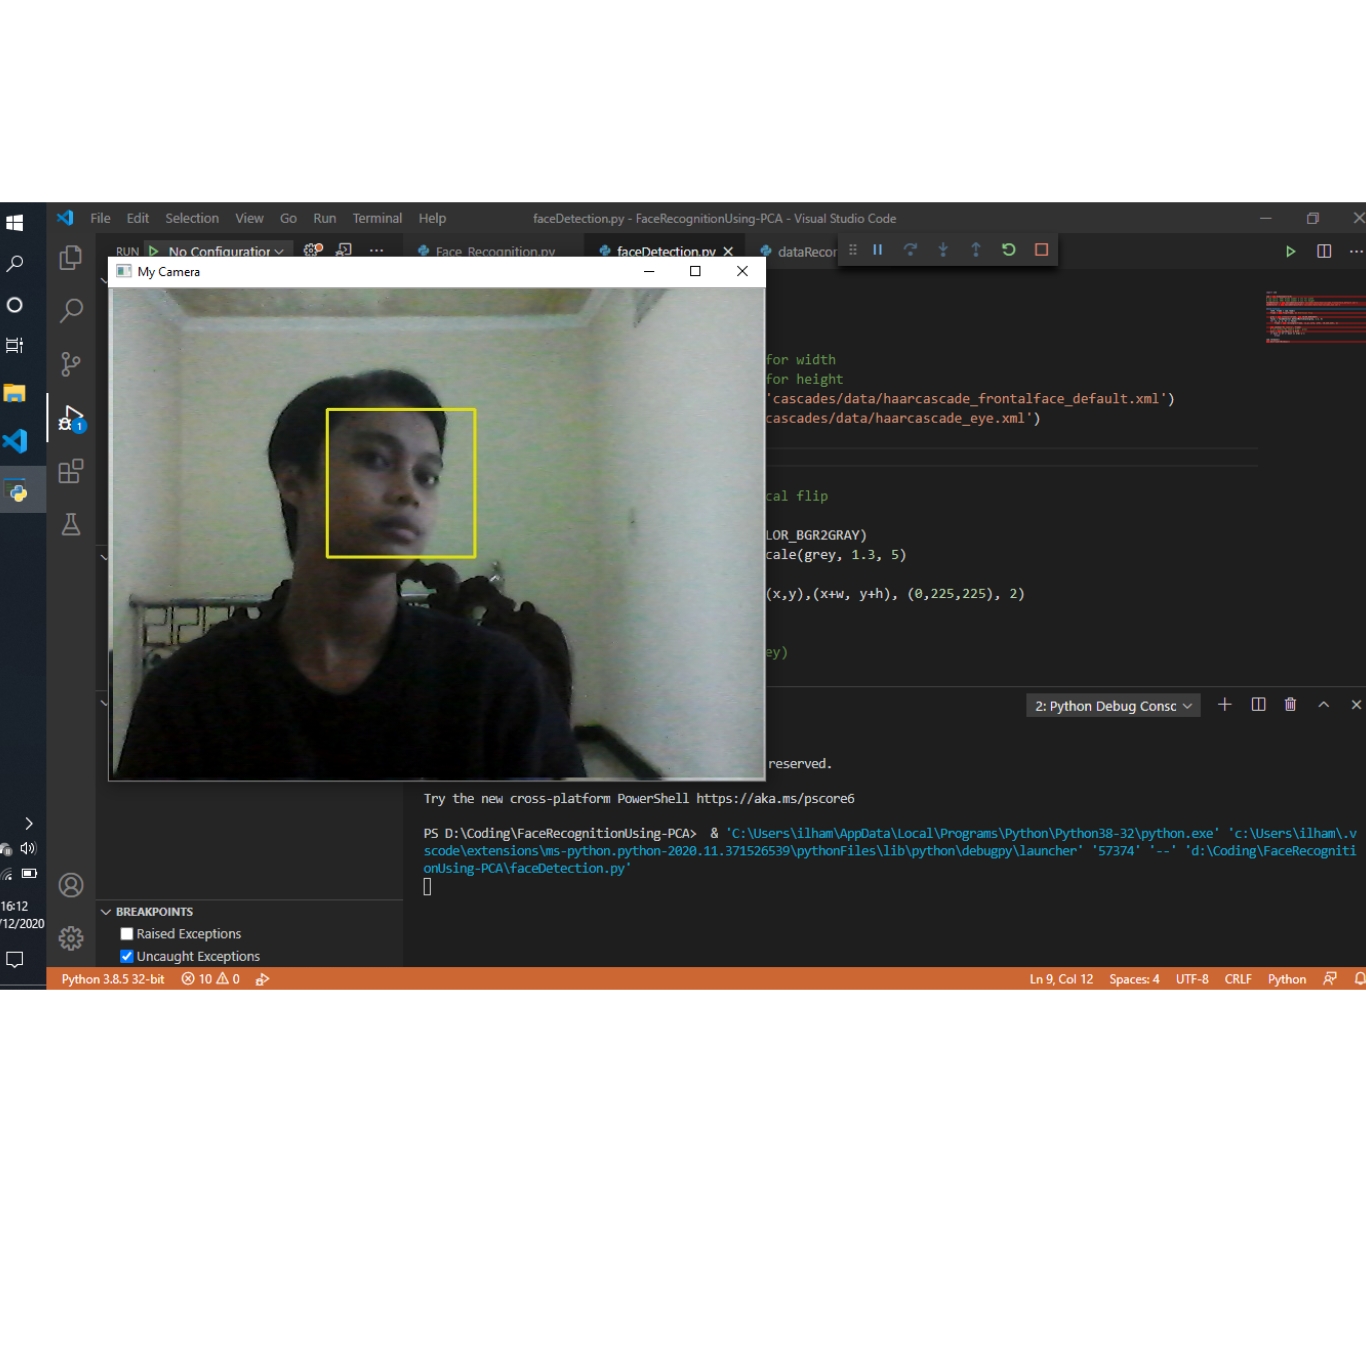 File Edit Selection View Go Run Terminal Help
faceDetection.py - FaceRecognitionUsing-PCA - Visual Studio Code
RUN No Configuration
Face_Recognition.py
faceDetection.py
dataRecor
My Camera
for width
for height
'cascades/data/haarcascade_frontalface_default.xml')
cascades/data/haarcascade_eye.xml')
cal flip
LOR_BGR2GRAY)
cale(grey, 1.3, 5)
(x,y),(x+w, y+h), (0,225,225), 2)
ey)
2: Python Debug Consc
reserved.
Try the new cross-platform PowerShell https://aka.ms/pscore6
PS D:\Coding\FaceRecognitionUsing-PCA> & 'C:\Users\ilham\AppData\Local\Programs\Python\Python38-32\python.exe' 'c:\Users\ilham\.v
scode\extensions\ms-python.python-2020.11.371526539\pythonFiles\lib\python\debugpy\launcher' '57374' '--' 'd:\Coding\FaceRecogniti
onUsing-PCA\faceDetection.py'
1
16:12
/12/2020
BREAKPOINTS
Raised Exceptions
Uncaught Exceptions
Python 3.8.5 32-bit 10 0
Ln 9, Col 12 Spaces: 4 UTF-8 CRLF Python